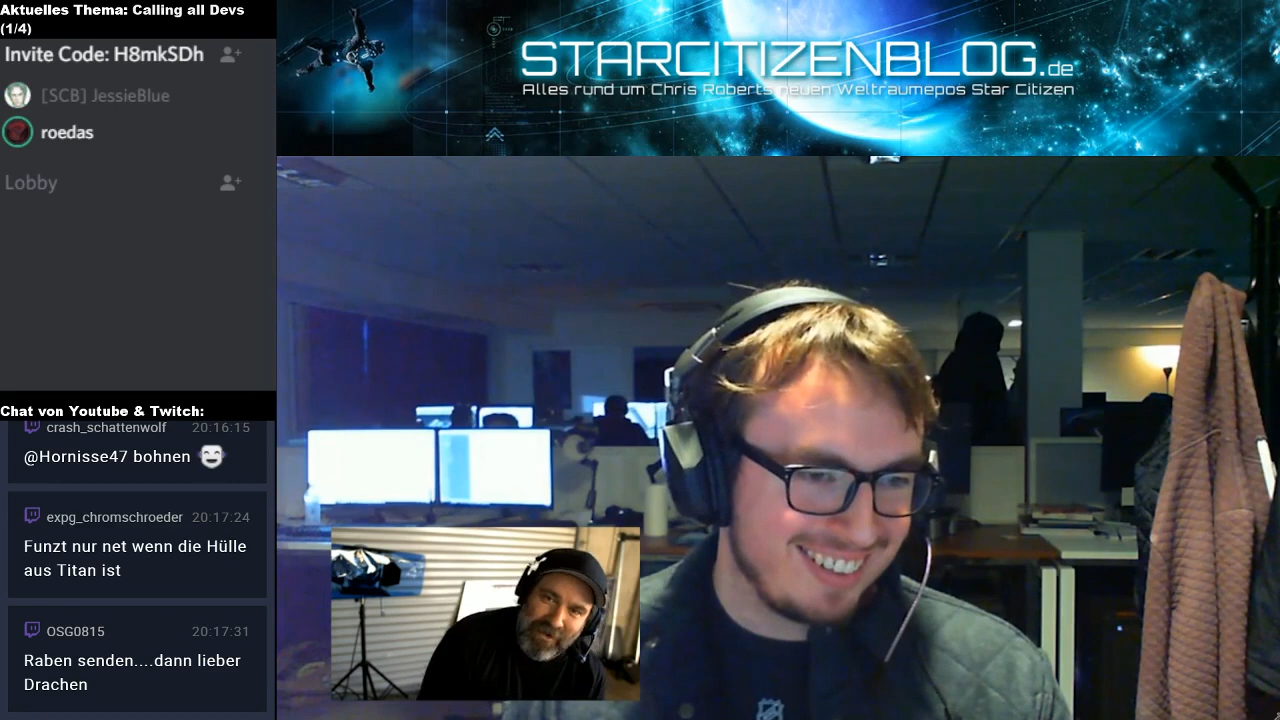 Aktuelles Thema: Calling all Devs
(1/4)
Invite Code: H8mkSDh
[SCB] JessieBlue
roedas
Lobby
STARCITIZENBLOG.de
Alles rund um Chris Roberts neuen Weltraumepos Star Citizen
Chat von Youtube & Twitch:
crash_schattenwolf 20:16:15
@Hornisse47 bohnen
expg_chromschroeder 20:17:24
Funzt nur net wenn die Hülle
aus Titan ist
OSG0815 20:17:31
Raben senden....dann lieber
Drachen